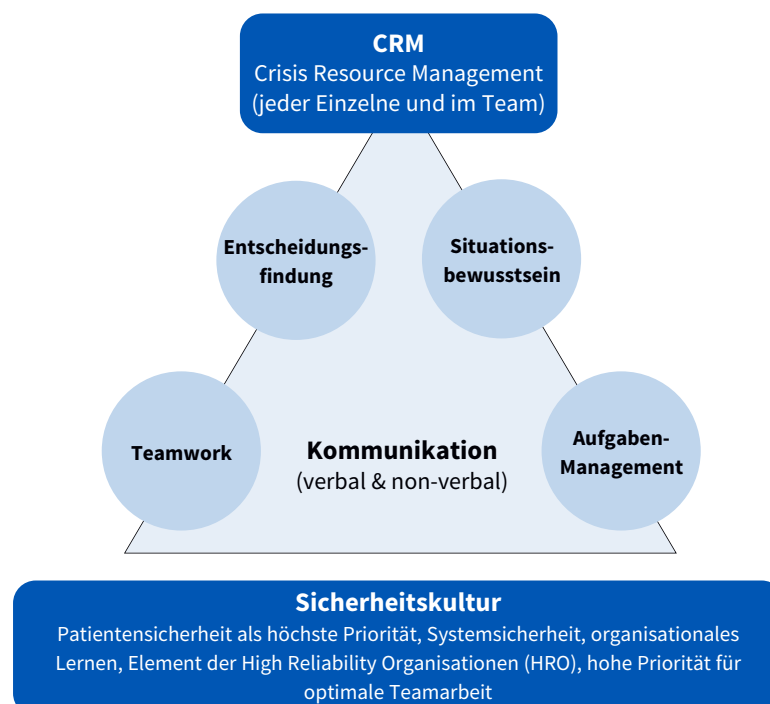 CRM
Crisis Resource Management
(jeder Einzelne und im Team)
Entscheidungs-
findung
Situations-
bewusstsein
Teamwork
Kommunikation
(verbal & non-verbal)
Aufgaben-
Management
Sicherheitskultur
Patientensicherheit als höchste Priorität, Systemsicherheit, organisationales
Lernen, Element der High Reliability Organisationen (HRO), hohe Priorität für
optimale Teamarbeit